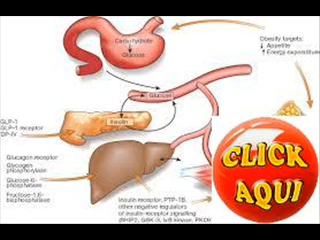 Carbohydrate
Glucose
Obesity targets:
↓ Appetite
↑ Energy expenditure
Glucose
GLP-1
GLP-1 receptor
DP-IV
Insulin
Glucagon receptor
Glycogen
phosphorylase
Glucose-6-
phosphatase
Fructose-1,6-
bisphosphatase
Insulin receptor, PTP-1B,
other negative regulators
of insulin-receptor signalling
CLICK
AQUI